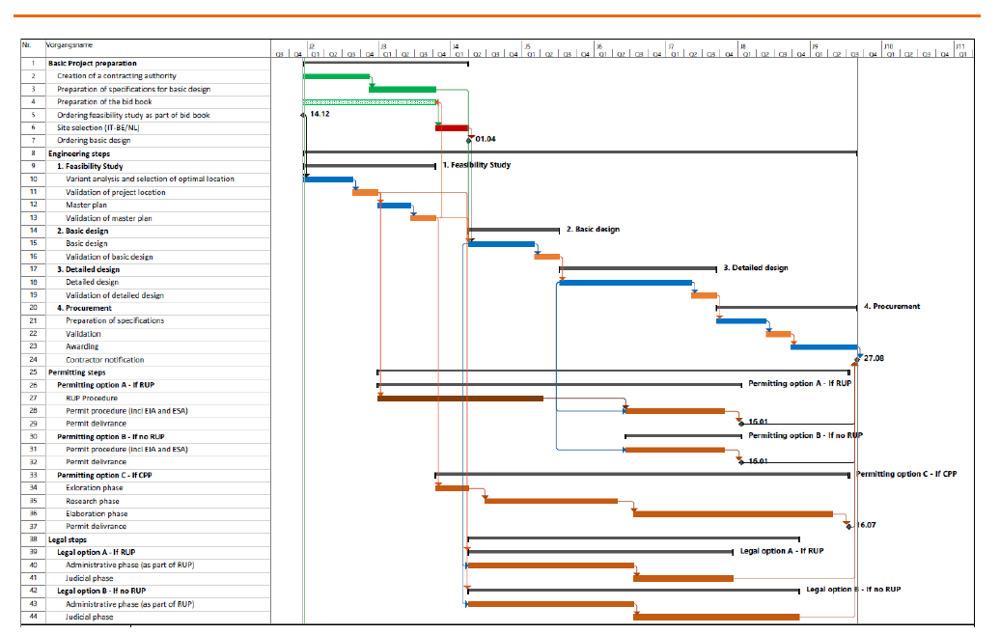 Nr. Vorgangsname J2 J3 J4 J5 J6 J7 J8 J9 J10 J11
Q3 Q4 Q1 Q2 Q3 Q4 Q1 Q2 Q3 Q4 Q1 Q2 Q3 Q4 Q1 Q2 Q3 Q4 Q1 Q2 Q3 Q4 Q1 Q2 Q3 Q4 Q1 Q2 Q3 Q4 Q1 Q2 Q3 Q4 Q1 Q2 Q3 Q4 Q1
1 Basic Project preparation
2 Creation of a contracting authority
3 Preparation of specifications for basic design
4 Preparation of the bid book
5 Ordering feasibility study as part of bid book 14.12
6 Site selection (IT-BE/NL)
7 Ordering basic design 01.04
8 Engineering steps
9 1. Feasibility Study 1. Feasibility Study
10 Variant analysis and selection of optimal location
11 Validation of project location
12 Master plan
13 Validation of master plan
14 2. Basic design 2. Basic design
15 Basic design
16 Validation of basic design
17 3. Detailed design 3. Detailed design
18 Detailed design
19 Validation of detailed design
20 4. Procurement 4. Procurement
21 Preparation of specifications
22 Validation
23 Awarding
24 Contractor notification 27.08
25 Permitting steps
26 Permitting option A - If RUP Permitting option A - If RUP
27 RUP Procedure
28 Permit procedure (incl EIA and ESA)
29 Permit delivrance 16.01
30 Permitting option B - If no RUP Permitting option B - If no RUP
31 Permit procedure (incl EIA and ESA)
32 Permit delivrance 16.01
33 Permitting option C - If CPP Permitting option C - If CPP
34 Exloration phase
35 Research phase
36 Elaboration phase
37 Permit delivrance 16.07
38 Legal steps
39 Legal option A - If RUP Legal option A - If RUP
40 Administrative phase (as part of RUP)
41 Judicial phase
42 Legal option B - If no RUP Legal option B - If no RUP
43 Administrative phase (as part of RUP)
44 Judicial phase